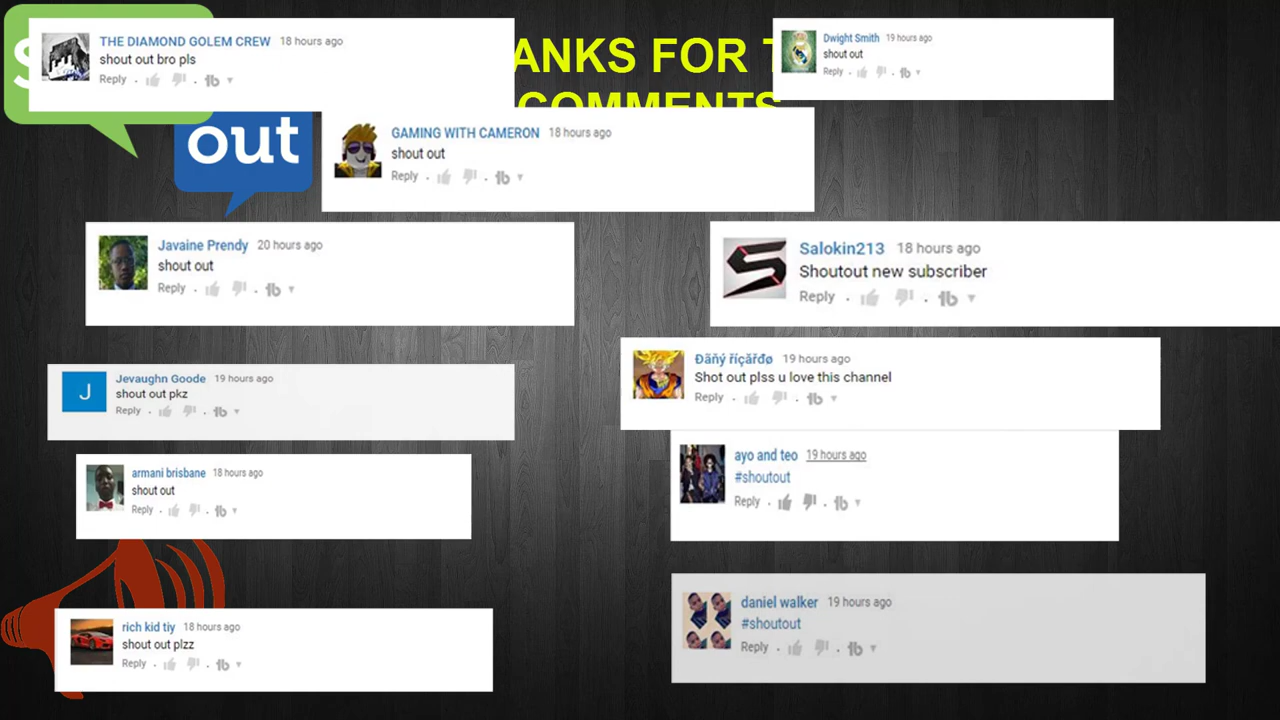 S
THE DIAMOND GOLEM CREW 18 hours ago
shout out bro pls
Reply
ANKS FOR T
COMMENTS
Dwight Smith 19 hours ago
shout out
Reply
out
GAMING WITH CAMERON 18 hours ago
shout out
Reply
Javaine Prendy 20 hours ago
shout out
Reply
Salokin213 18 hours ago
Shoutout new subscriber
Reply
J
Jevaughn Goode 19 hours ago
shout out pkz
Reply
Đãñý říçãřđø 19 hours ago
Shot out plss u love this channel
Reply
armani brisbane 18 hours ago
shout out
Reply
ayo and teo 19 hours ago
#shoutout
Reply
rich kid tiy 18 hours ago
shout out plzz
Reply
daniel walker 19 hours ago
#shoutout
Reply